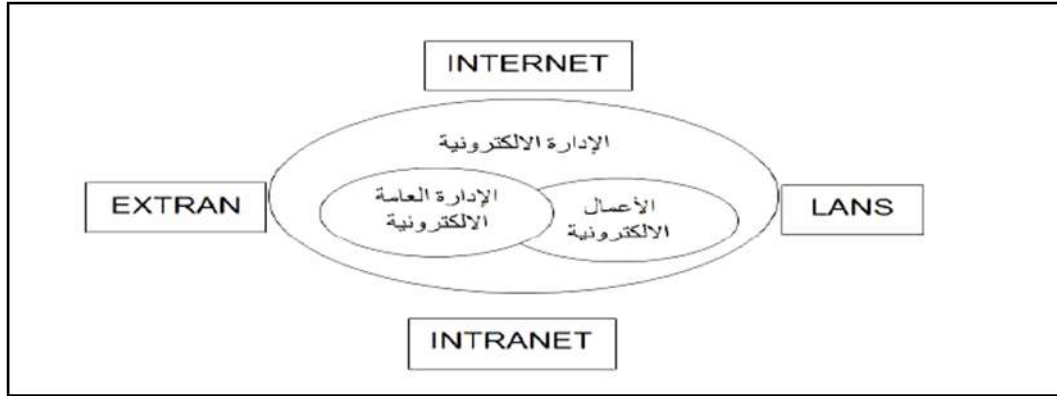 INTERNET
الإدارة الالكترونية
EXTRAN
الإدارة العامة
الالكترونية
الأعمال
الالكترونية
LANS
INTRANET